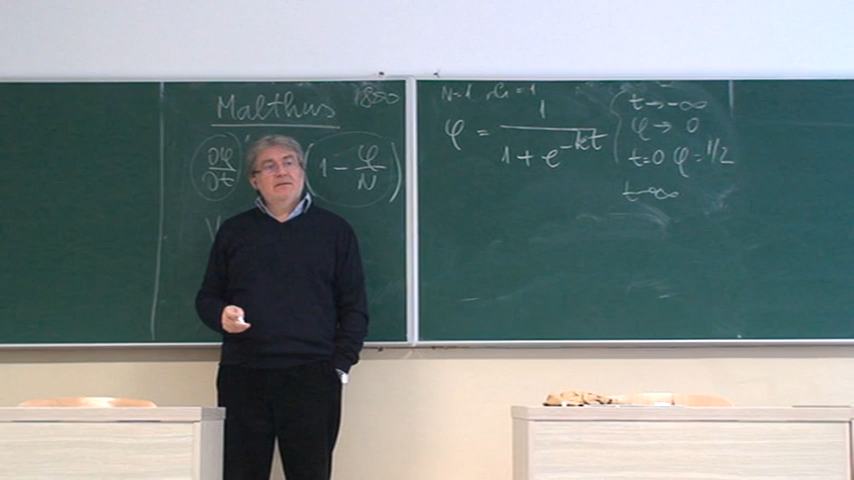 Malthus 1850
∂φ/∂t (1 - φ/N)
N=1, C₁=1
φ = 1/(1+e^{-kt})
t → -∞
φ → 0
t=0 φ=1/2
t→∞